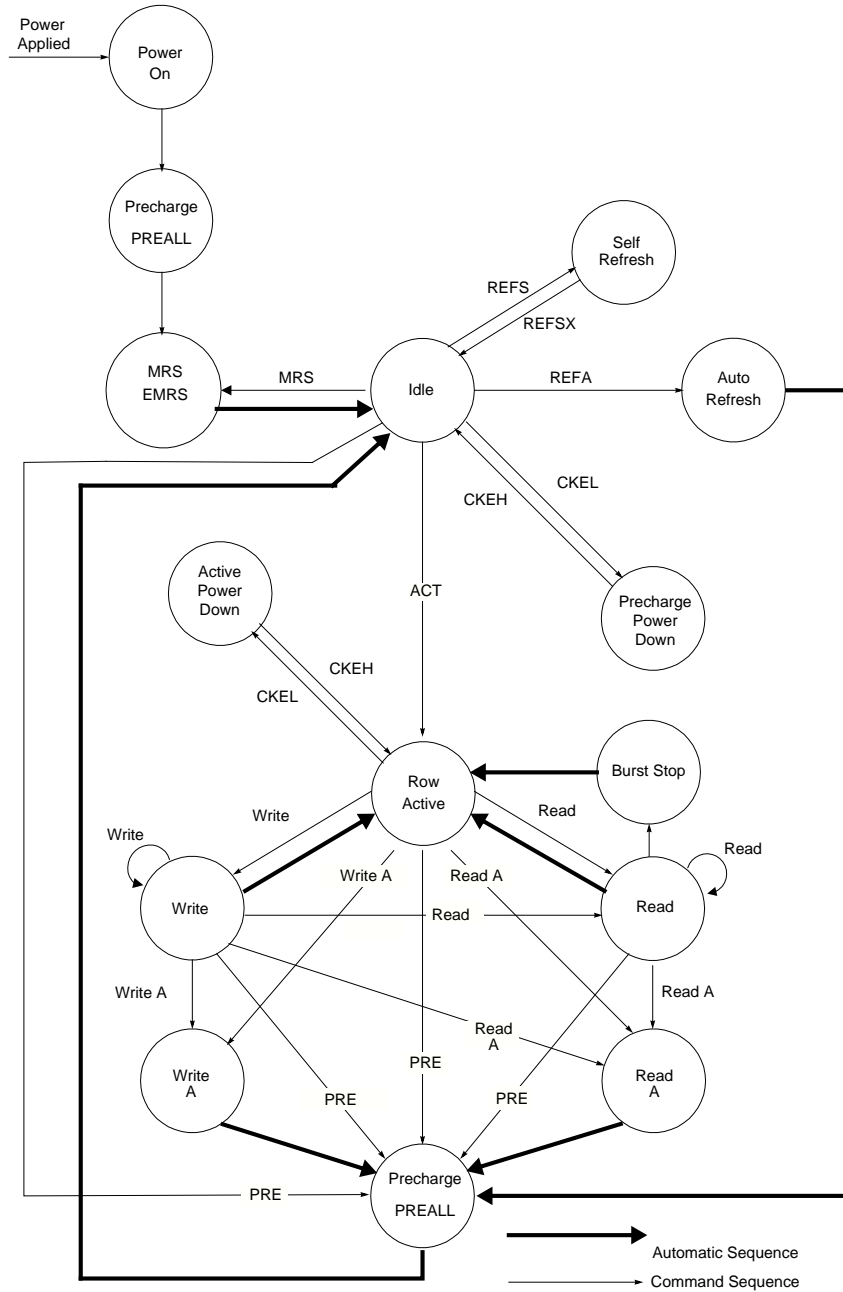 Power
Applied
Power
On
Precharge
PREALL
Self
Refresh
REFS
REFSX
MRS
EMRS
MRS
Idle
REFA
Auto
Refresh
CKEL
CKEH
Active
Power
Down
ACT
Precharge
Power
Down
CKEH
CKEL
Burst Stop
Row
Active
Write
Read
Write
Write A
Read A
Read
Write
Read
Read
Write A
Read A
Read
A
PRE
Write
A
Read
A
PRE
PRE
Precharge
PREALL
PRE
Automatic Sequence
Command Sequence